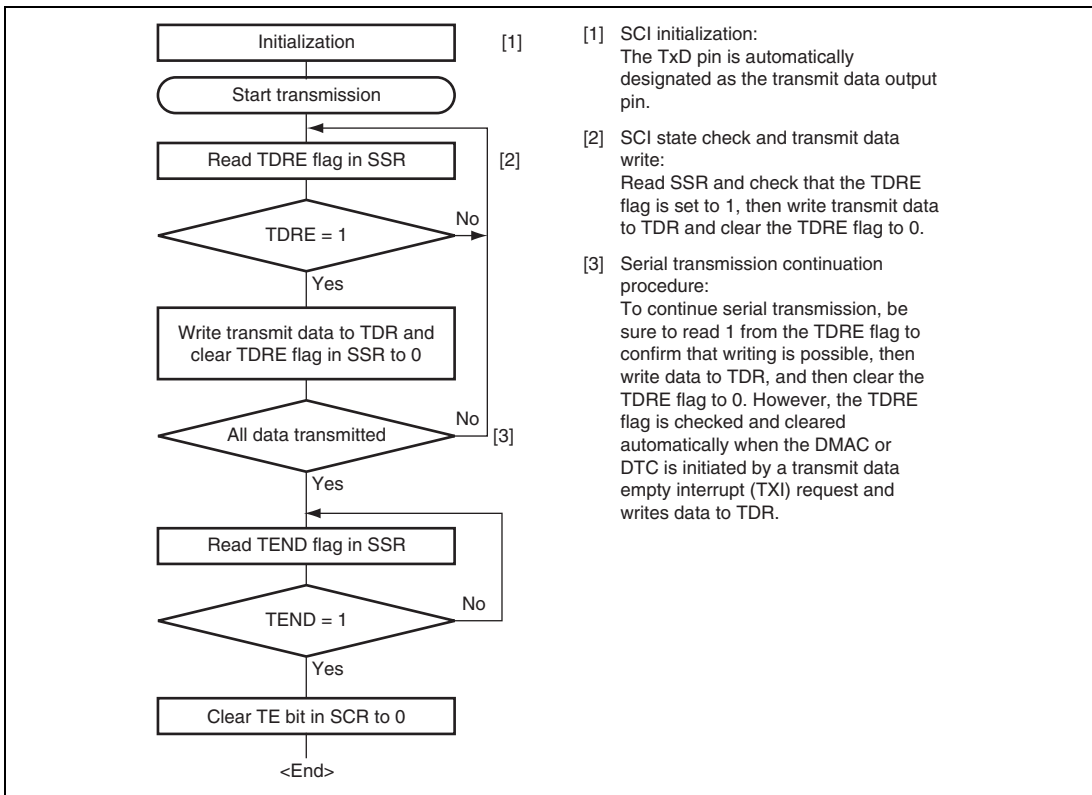 Initialization
[1]
Start transmission
Read TDRE flag in SSR
[2]
No
TDRE = 1
Yes
Write transmit data to TDR and
clear TDRE flag in SSR to 0
No
All data transmitted
[3]
Yes
Read TEND flag in SSR
No
TEND = 1
Yes
Clear TE bit in SCR to 0
<End>
[1] SCI initialization:
The TxD pin is automatically
designated as the transmit data output
pin.
[2] SCI state check and transmit data
write:
Read SSR and check that the TDRE
flag is set to 1, then write transmit data
to TDR and clear the TDRE flag to 0.
[3] Serial transmission continuation
procedure:
To continue serial transmission, be
sure to read 1 from the TDRE flag to
confirm that writing is possible, then
write data to TDR, and then clear the
TDRE flag to 0. However, the TDRE
flag is checked and cleared
automatically when the DMAC or
DTC is initiated by a transmit data
empty interrupt (TXI) request and
writes data to TDR.